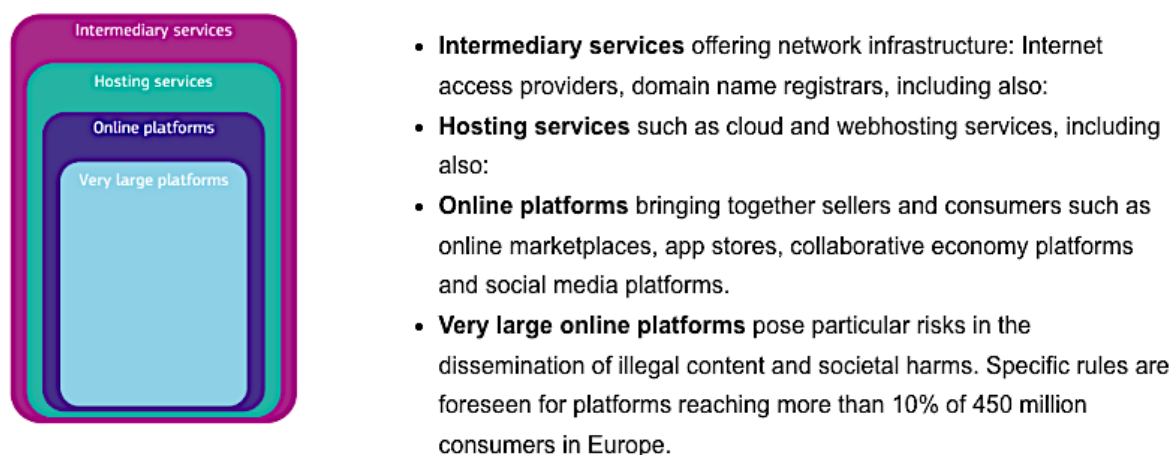 Intermediary services
Hosting services
Online platforms
Very large platforms
• Intermediary services offering network infrastructure: Internet
access providers, domain name registrars, including also:
• Hosting services such as cloud and webhosting services, including
also:
• Online platforms bringing together sellers and consumers such as
online marketplaces, app stores, collaborative economy platforms
and social media platforms.
• Very large online platforms pose particular risks in the
dissemination of illegal content and societal harms. Specific rules are
foreseen for platforms reaching more than 10% of 450 million
consumers in Europe.